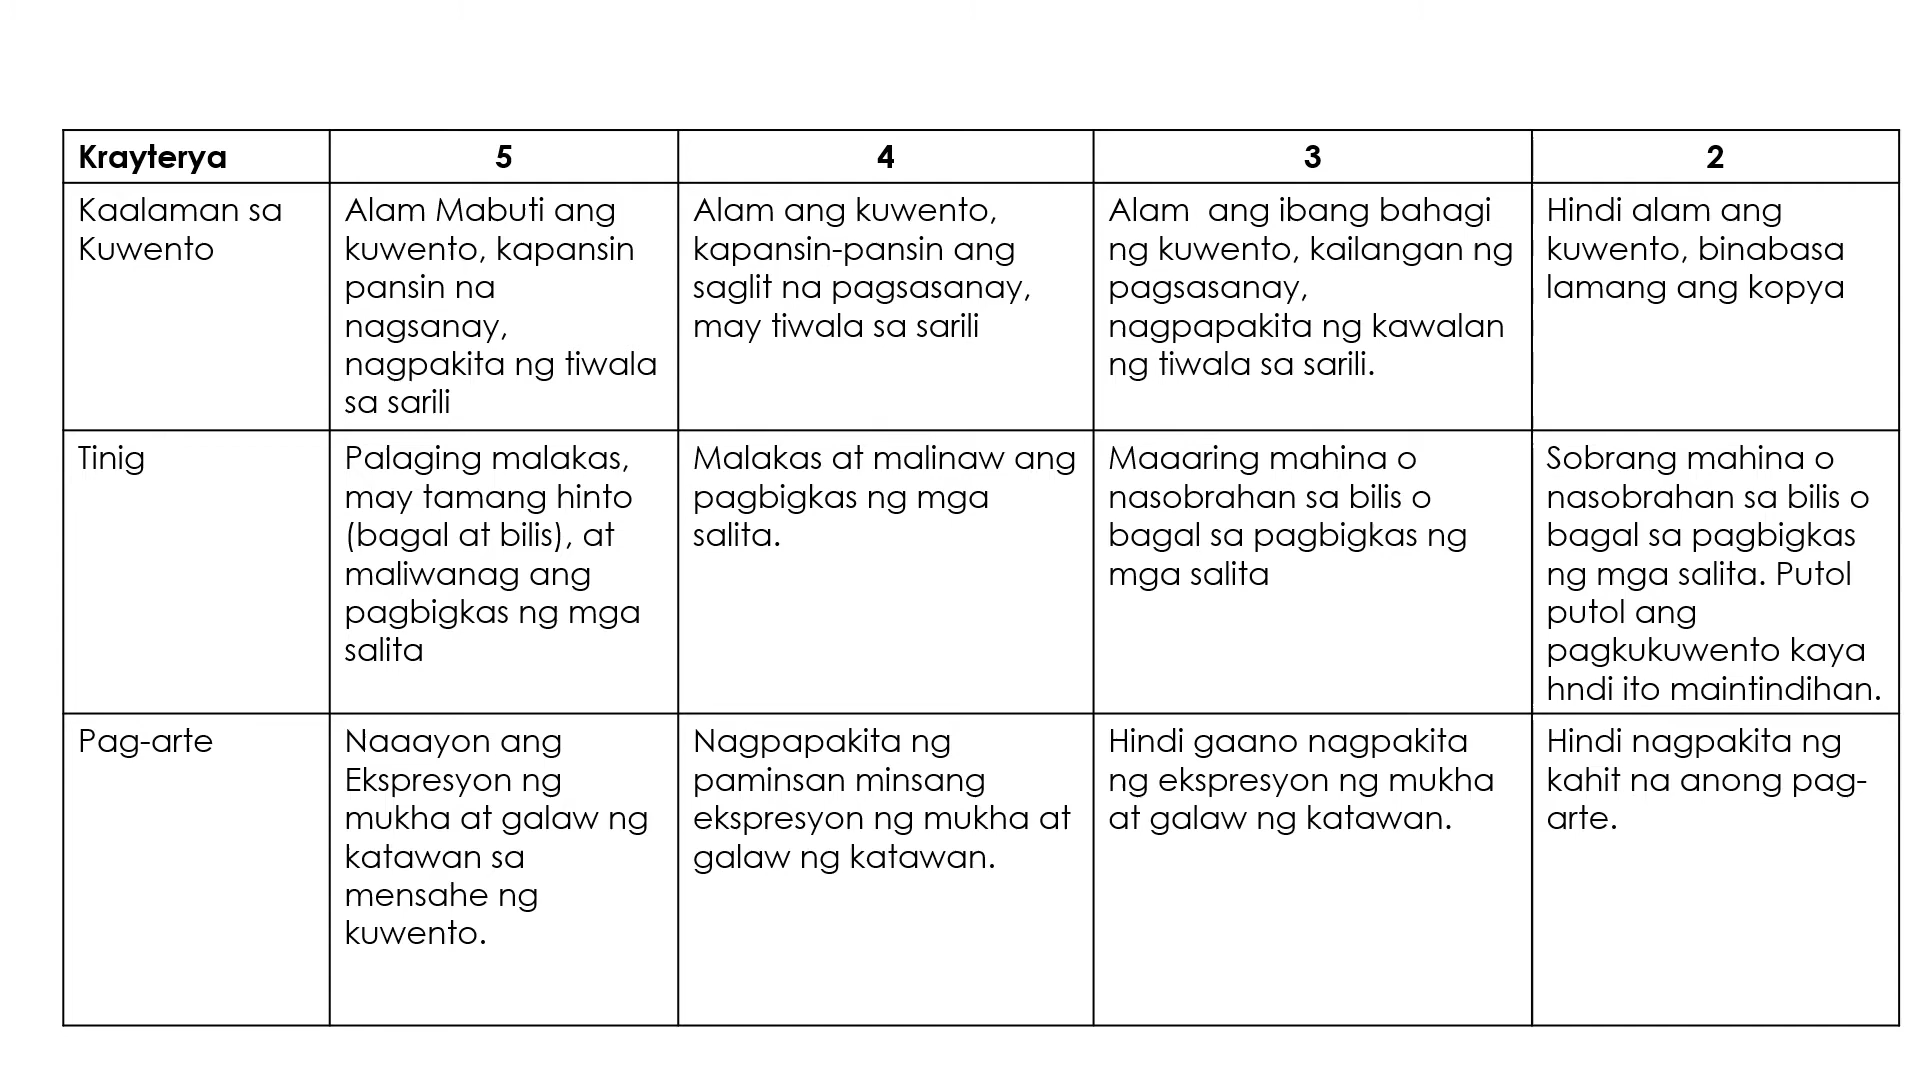 Krayterya
5
4
3
2
Kaalaman sa
Kuwento
Alam Mabuti ang
kuwento, kapansin
pansin na
nagsanay,
nagpakita ng tiwala
sa sarili
Alam ang kuwento,
kapansin-pansin ang
saglit na pagsasanay,
may tiwala sa sarili
Alam  ang ibang bahagi
ng kuwento, kailangan ng
pagsasanay,
nagpapakita ng kawalan
ng tiwala sa sarili.
Hindi alam ang
kuwento, binabasa
lamang ang kopya
Tinig
Palaging malakas,
may tamang hinto
(bagal at bilis), at
maliwanag ang
pagbigkas ng mga
salita
Malakas at malinaw ang
pagbigkas ng mga
salita.
Maaaring mahina o
nasobrahan sa bilis o
bagal sa pagbigkas ng
mga salita
Sobrang mahina o
nasobrahan sa bilis o
bagal sa pagbigkas
ng mga salita. Putol
putol ang
pagkukuwento kaya
hndi ito maintindihan.
Pag-arte
Naaayon ang
Ekspresyon ng
mukha at galaw ng
katawan sa
mensahe ng
kuwento.
Nagpapakita ng
paminsan minsang
ekspresyon ng mukha at
galaw ng katawan.
Hindi gaano nagpakita
ng ekspresyon ng mukha
at galaw ng katawan.
Hindi nagpakita ng
kahit na anong pag-
arte.